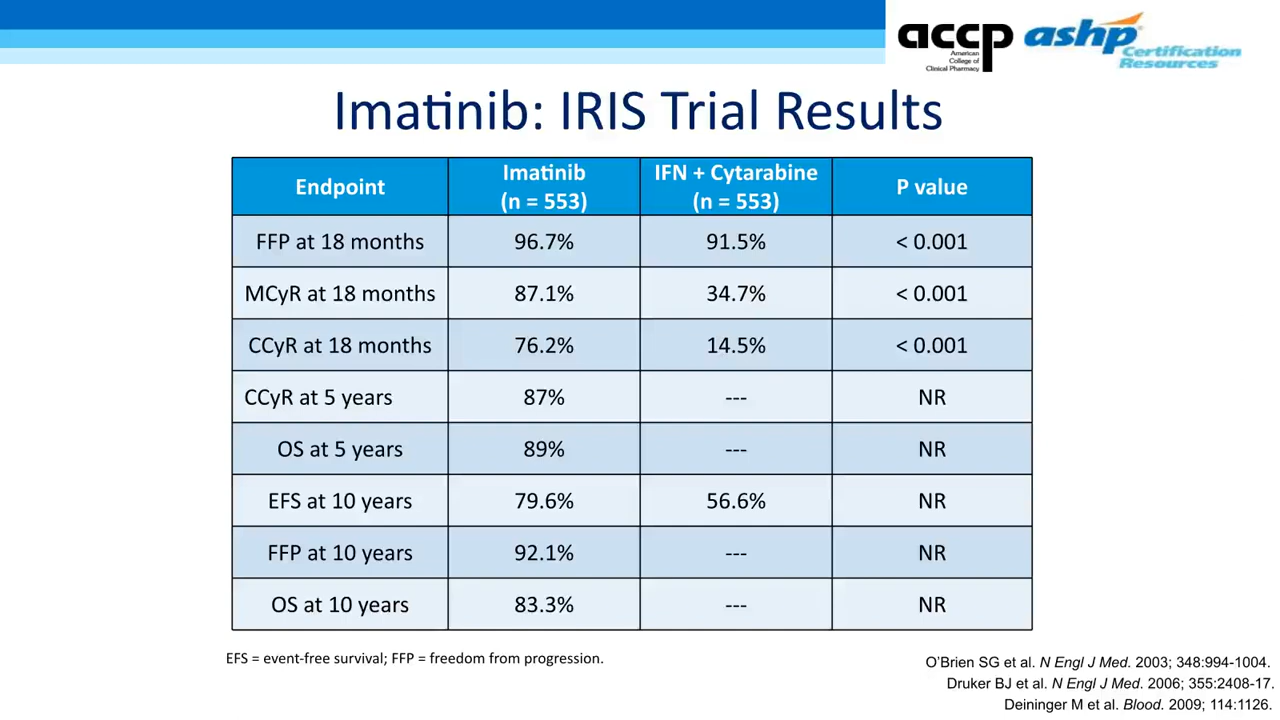 accp
American
College of
Clinical Pharmacy
ashp
Certification
Resources
Imatinib: IRIS Trial Results
Endpoint Imatinib (n = 553) IFN + Cytarabine (n = 553) P value
FFP at 18 months 96.7% 91.5% < 0.001
MCyR at 18 months 87.1% 34.7% < 0.001
CCyR at 18 months 76.2% 14.5% < 0.001
CCyR at 5 years 87% --- NR
OS at 5 years 89% --- NR
EFS at 10 years 79.6% 56.6% NR
FFP at 10 years 92.1% --- NR
OS at 10 years 83.3% --- NR
EFS = event-free survival; FFP = freedom from progression.
O'Brien SG et al. N Engl J Med. 2003; 348:994-1004.
Druker BJ et al. N Engl J Med. 2006; 355:2408-17.
Deininger M et al. Blood. 2009; 114:1126.